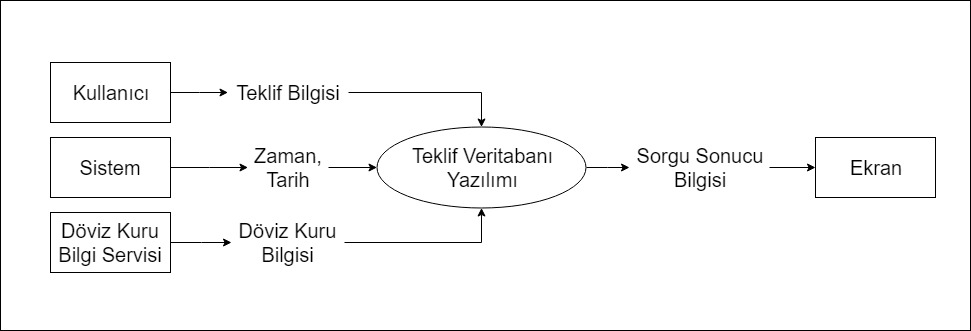 Kullanıcı
Teklif Bilgisi
Sistem
Zaman,
Tarih
Teklif Veritabanı
Yazılımı
Sorgu Sonucu
Bilgisi
Ekran
Döviz Kuru
Bilgi Servisi
Döviz Kuru
Bilgisi